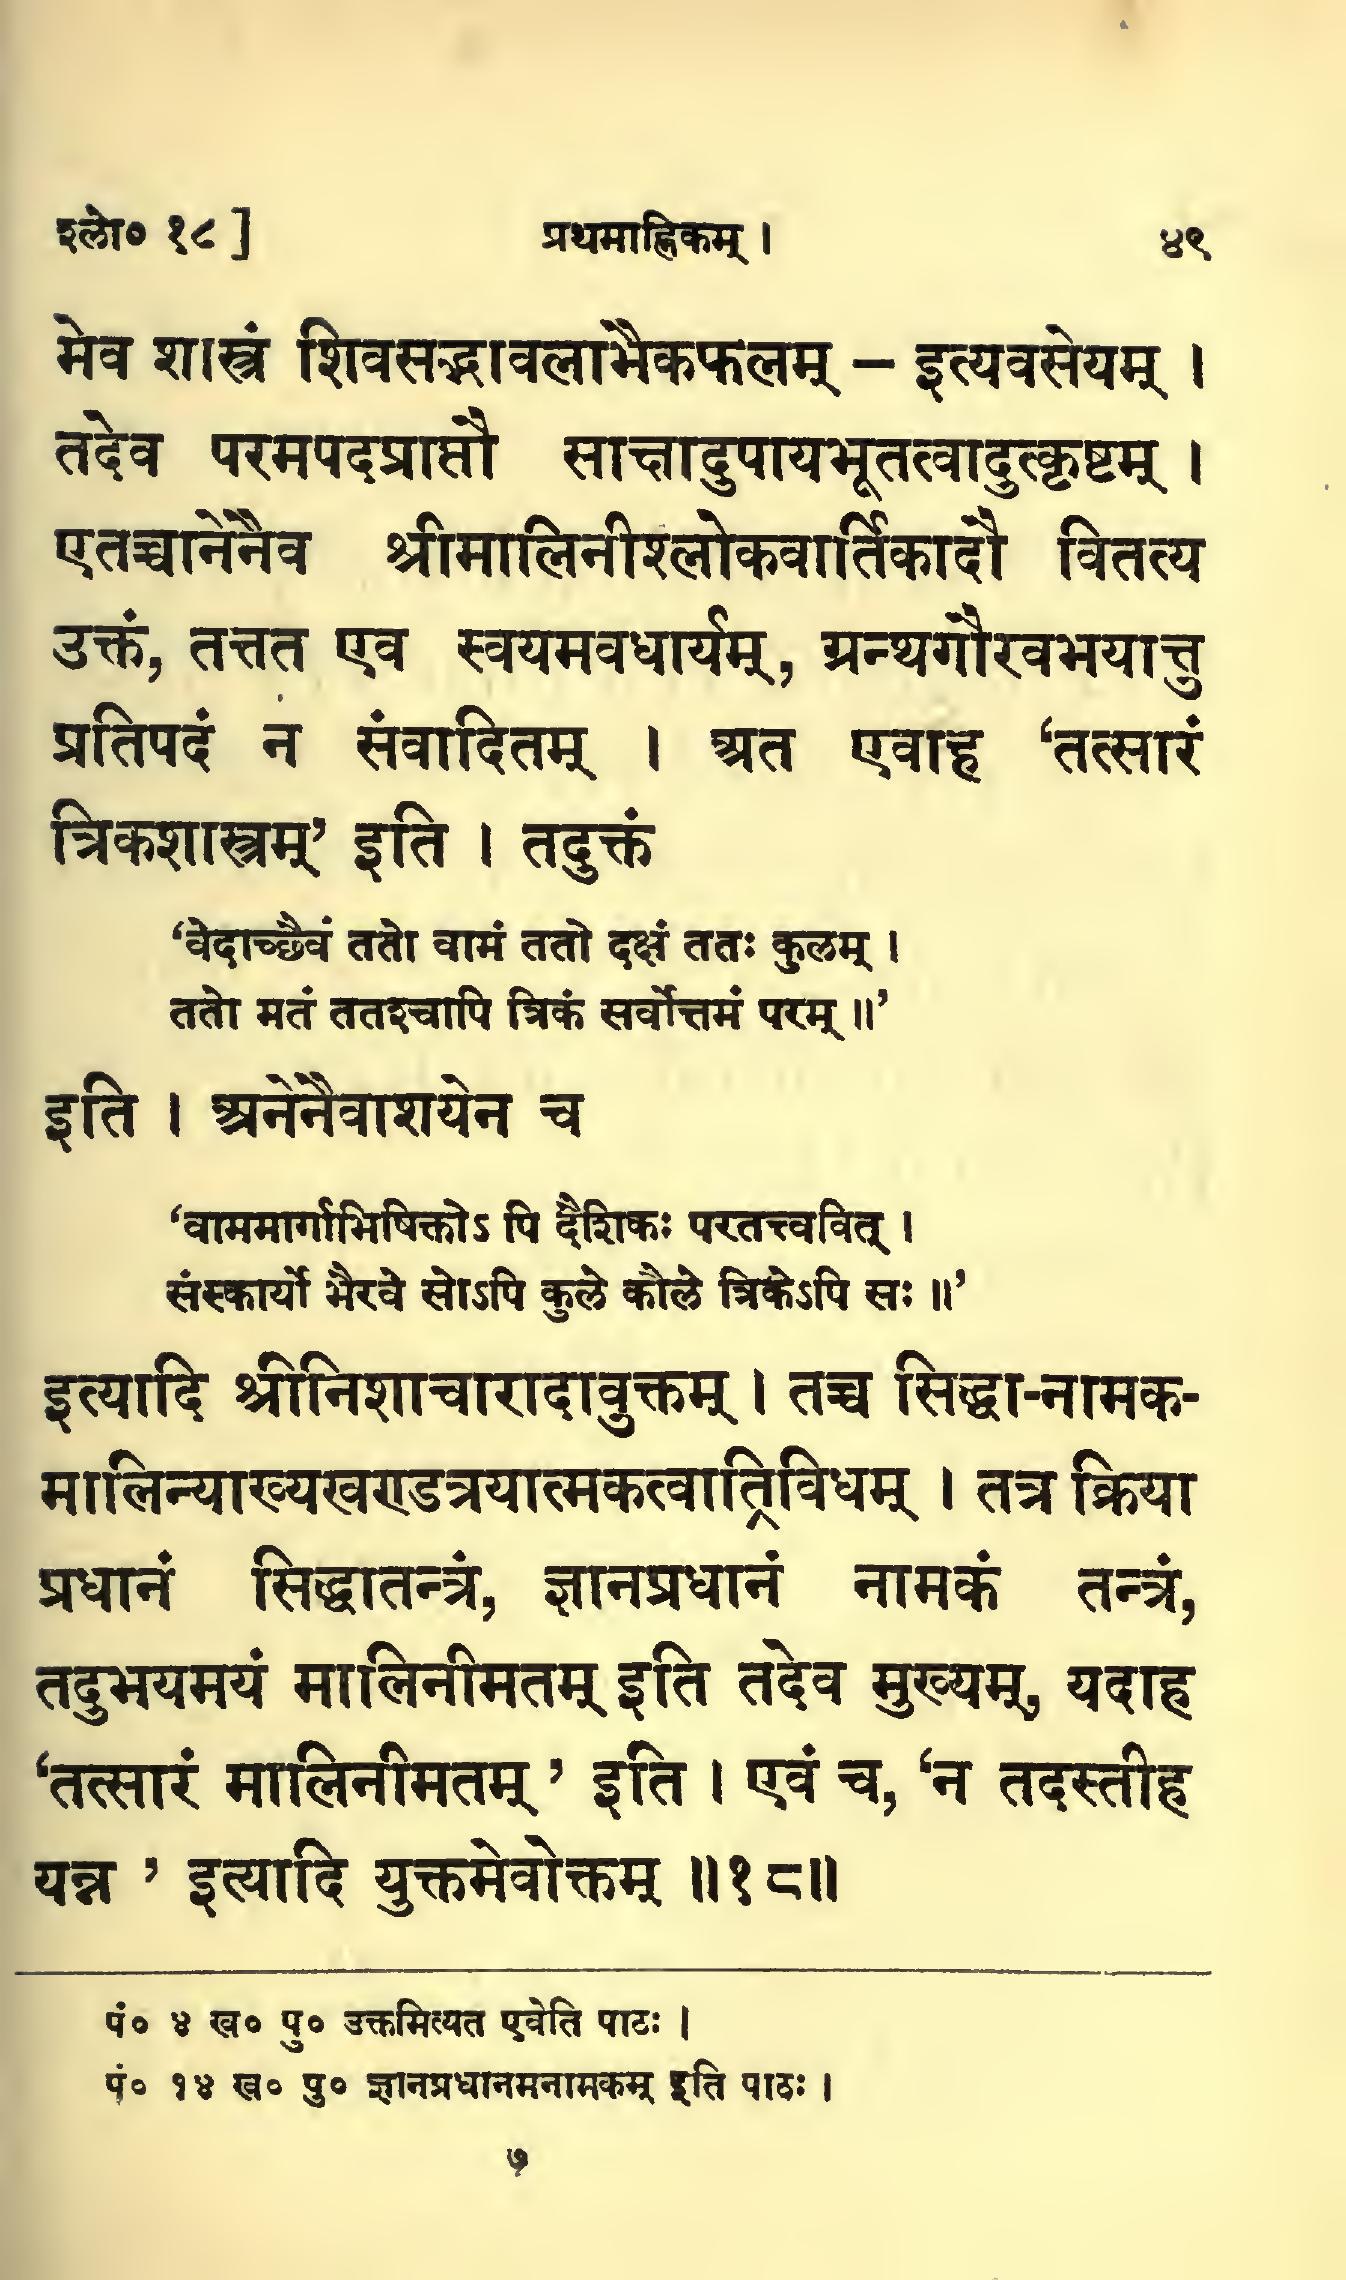 श्लो० १८ ] प्रथमाह्निकम् । ४९
मेव शास्त्रं शिवसद्भावलाभैकफलम् – इत्यवसेयम् ।
तदेव परमपदप्राप्तौ साक्षादुपायभूतत्वादुत्कृष्टम् ।
एतच्चानेनैव श्रीमालिनीश्लोकवार्तिकादौ वितत्य
उक्तं, तत्तत एव स्वयमवधार्यम्, ग्रन्थगौरवभयात्तु
प्रतिपदं न संवादितम् । अत एवाह ‘तत्सारं
त्रिकशास्त्रम्’ इति । तदुक्तं
‘वेदाच्छैवं ततो वामं ततो दक्षं ततः कुलम् ।
ततो मतं ततश्चापि त्रिकं सर्वोत्तमं परम् ॥’
इति । अनेनैवाशयेन च
‘वाममार्गाभिषिक्तोऽ पि दैशिकः परतत्त्ववित् ।
संस्कार्यो भैरवे सोऽपि कुले कौले त्रिकेऽपि सः ॥’
इत्यादि श्रीनिशाचारादावुक्तम् । तच्च सिद्धा-नामक-
मालिन्याख्यखण्डत्रयात्मकत्वात्रिविधम् । तत्र क्रिया
प्रधानं सिद्धातन्त्रं, ज्ञानप्रधानं नामकं तन्त्रं,
तदुभयमयं मालिनीमतम् इति तदेव मुख्यम्, यदाह
‘तत्सारं मालिनीमतम् ’ इति । एवं च, ‘न तदस्तीह
यन्न ’ इत्यादि युक्तमेवोक्तम् ॥१८॥
पं० ४ ख० पु० उक्तमित्यत एवेति पाठः ।
पं० १४ ख० पु० ज्ञानप्रधानमनामकम् इति पाठः ।
७